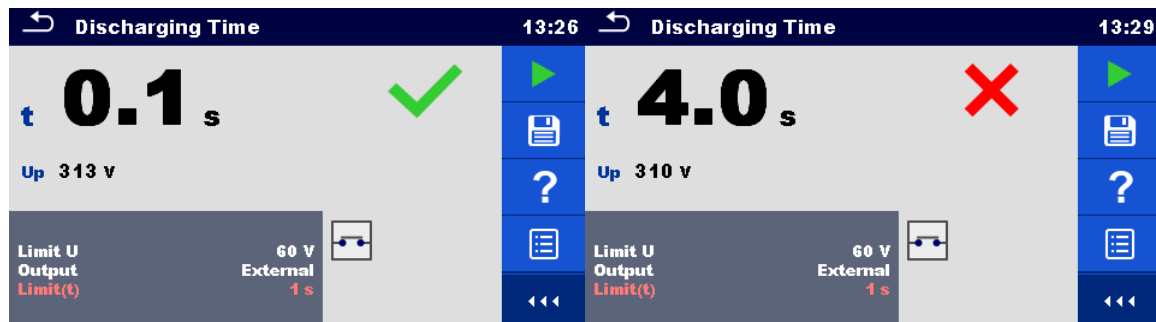 Discharging Time 13:26
t 0.1 s
Up 313 V
?
Limit U 60 V
Output External
Limit(t) 1 s
Discharging Time 13:29
t 4.0 s
Up 310 V
?
Limit U 60 V
Output External
Limit(t) 1 s